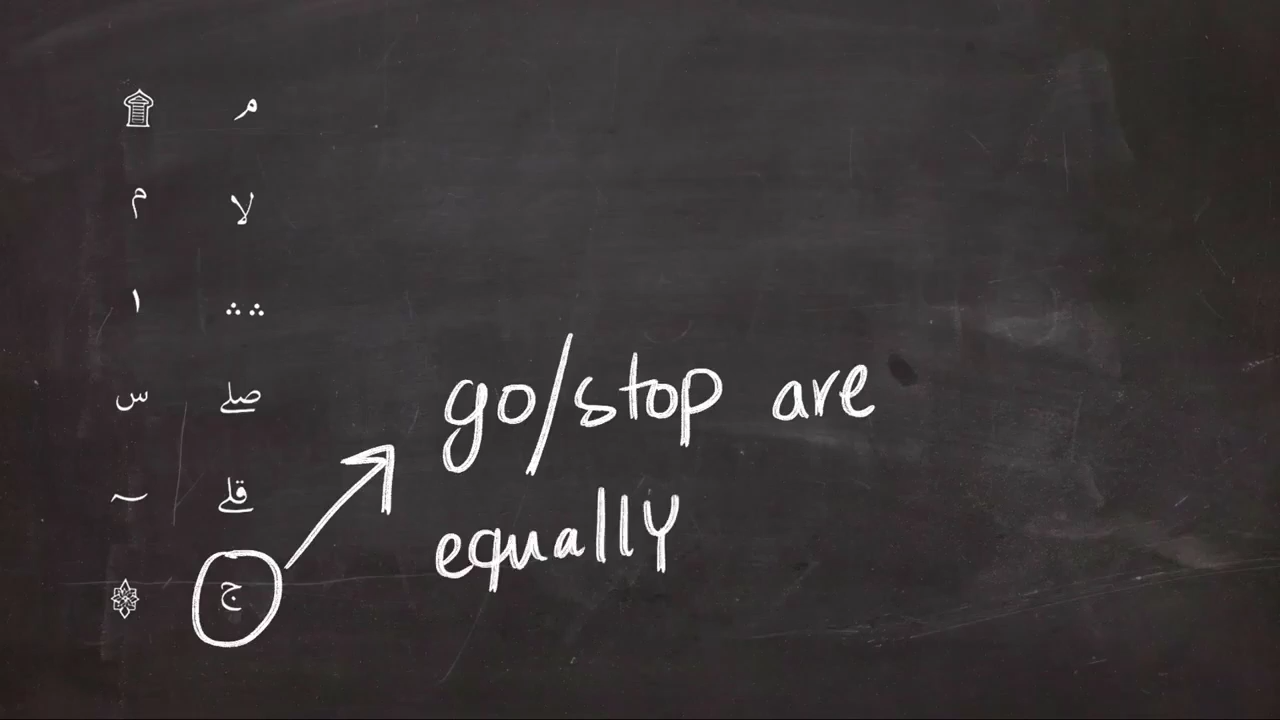 ۩ م
م لا
ا ۛ ۛ
س صلے
~ قلے
۞ ج
go/stop are
equally